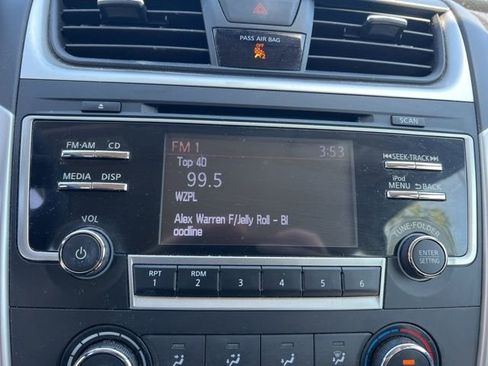 PASS AIR BAG
OFF
SCAN
FM·AM CD
MEDIA DISP
VOL
FM 1 3:53
Top 40
99.5
WZPL
Alex Warren F/Jelly Roll - Bl
oodline
SEEK·TRACK
iPod
MENU BACK
TUNE·FOLDER
ENTER
SETTING
RPT RDM
1 2 3 4 5 6